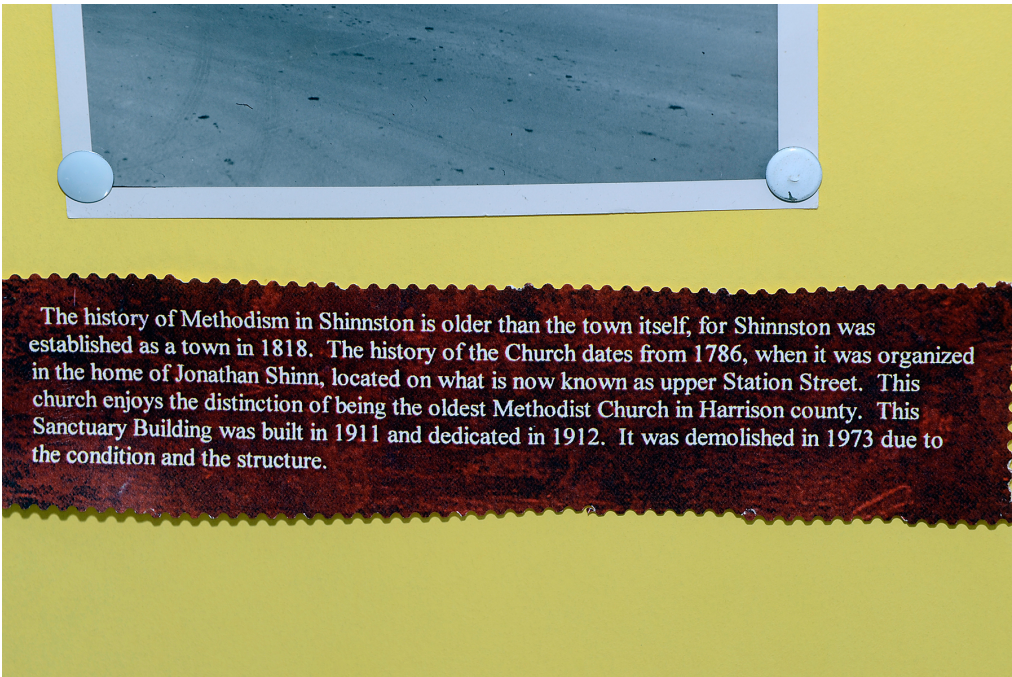 The history of Methodism in Shinnston is older than the town itself, for Shinnston was
established as a town in 1818. The history of the Church dates from 1786, when it was organized
in the home of Jonathan Shinn, located on what is now known as upper Station Street. This
church enjoys the distinction of being the oldest Methodist Church in Harrison county. This
Sanctuary Building was built in 1911 and dedicated in 1912. It was demolished in 1973 due to
the condition and the structure.